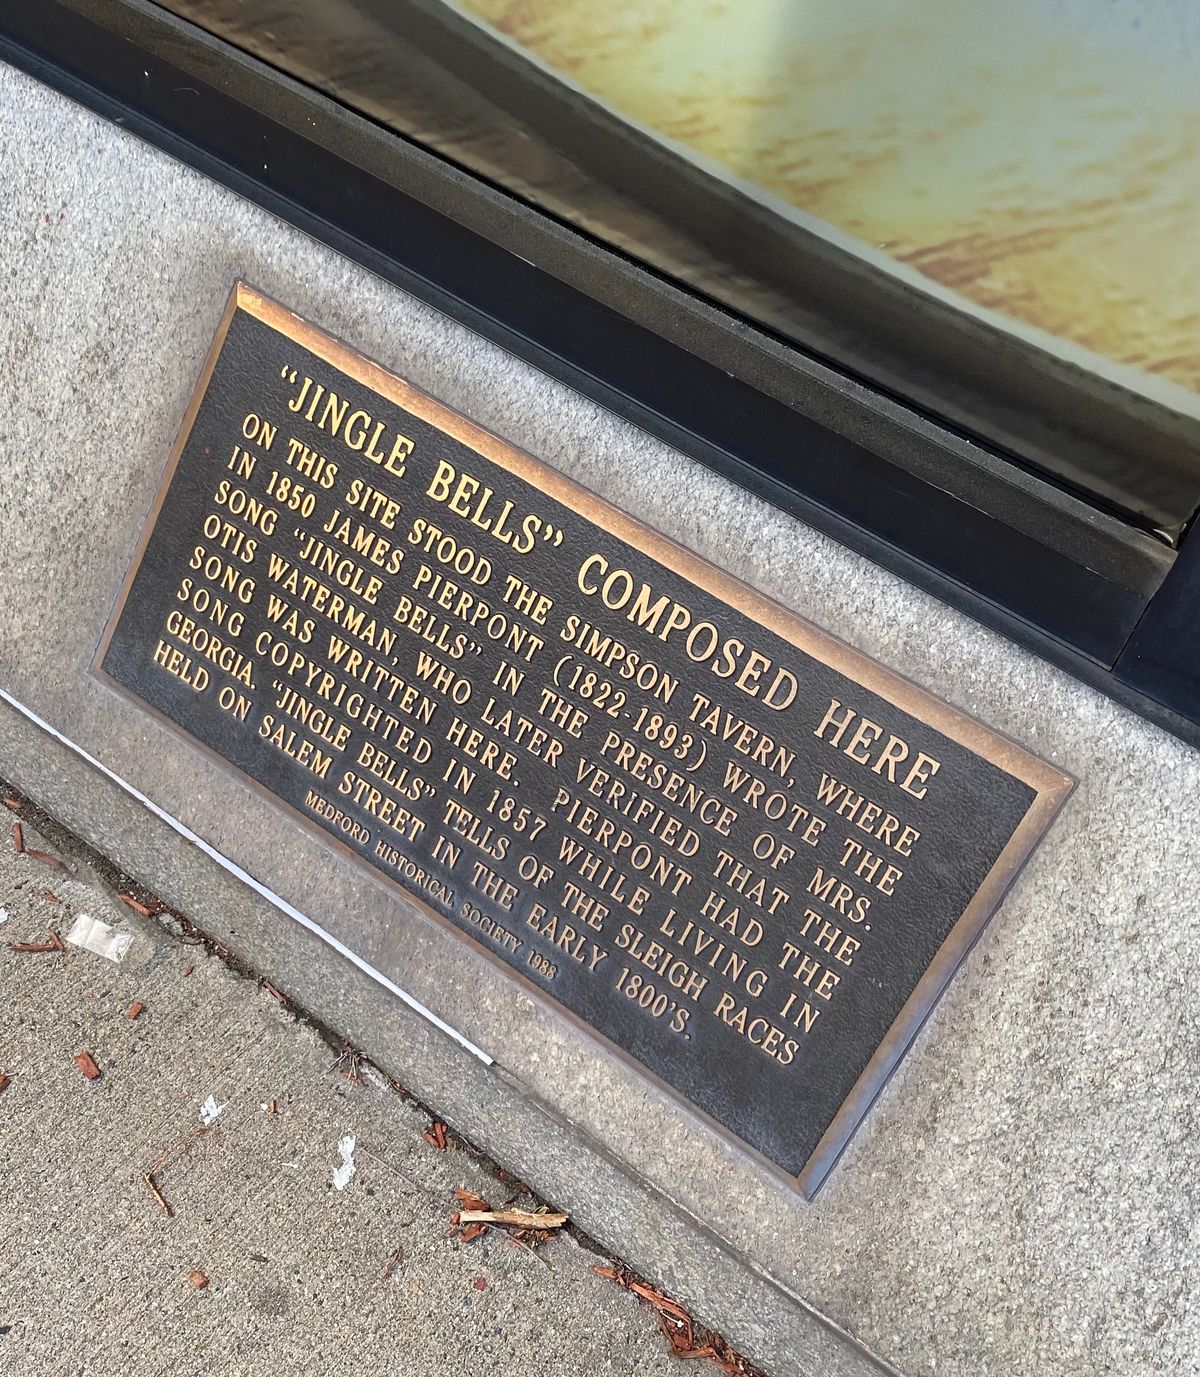 “JINGLE BELLS” COMPOSED HERE
ON THIS SITE STOOD THE SIMPSON TAVERN, WHERE
IN 1850 JAMES PIERPONT (1822-1893) WROTE THE
SONG “JINGLE BELLS” IN THE PRESENCE OF MRS.
OTIS WATERMAN, WHO LATER VERIFIED THAT THE
SONG WAS WRITTEN HERE. PIERPONT HAD THE
SONG COPYRIGHTED IN 1857 WHILE LIVING IN
GEORGIA. “JINGLE BELLS” TELLS OF THE SLEIGH RACES
HELD ON SALEM STREET IN THE EARLY 1800'S.
MEDFORD HISTORICAL SOCIETY 1988